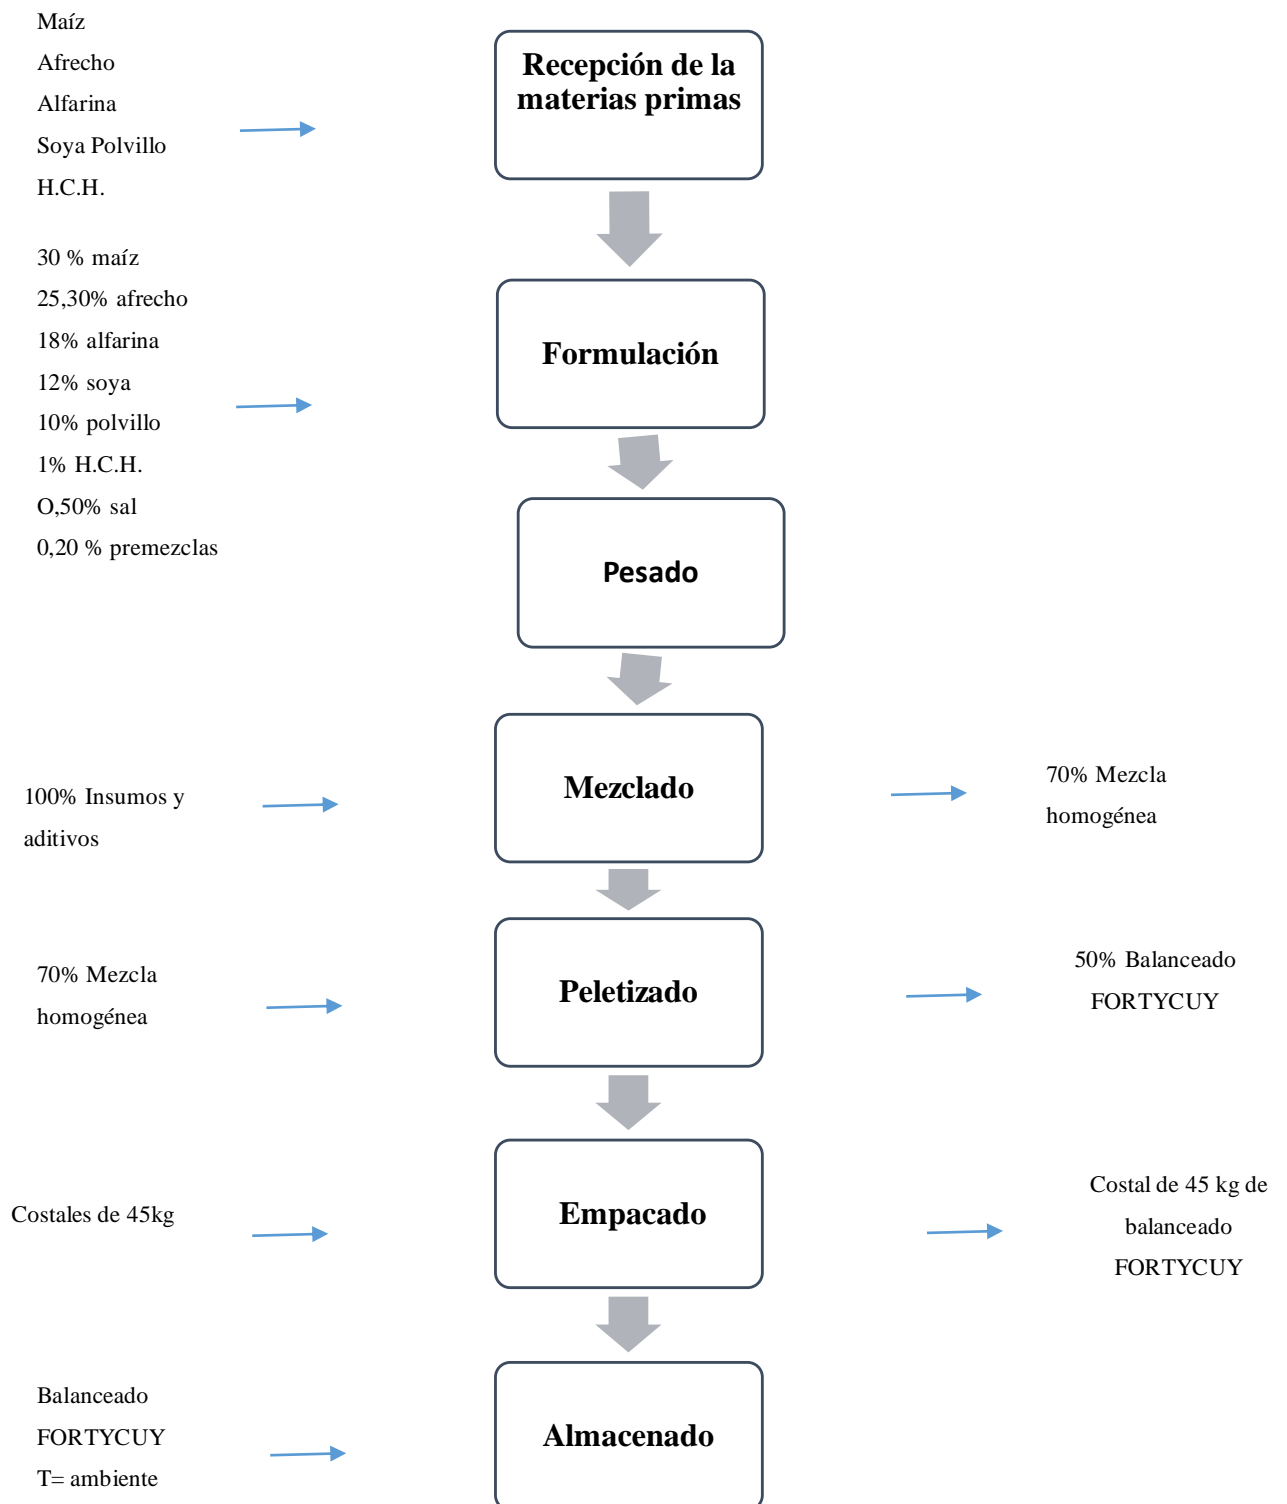 Maíz
Afrecho
Alfarina
Soya Polvillo
H.C.H.
Recepción de la
materias primas
30 % maíz
25,30% afrecho
18% alfarina
12% soya
10% polvillo
1% H.C.H.
O,50% sal
0,20 % premezclas
Formulación
Pesado
100% Insumos y
aditivos
Mezclado
70% Mezcla
homogénea
70% Mezcla
homogénea
Peletizado
50% Balanceado
FORTYCUY
Costales de 45kg
Empacado
Costal de 45 kg de
balanceado
FORTYCUY
Balanceado
FORTYCUY
T= ambiente
Almacenado